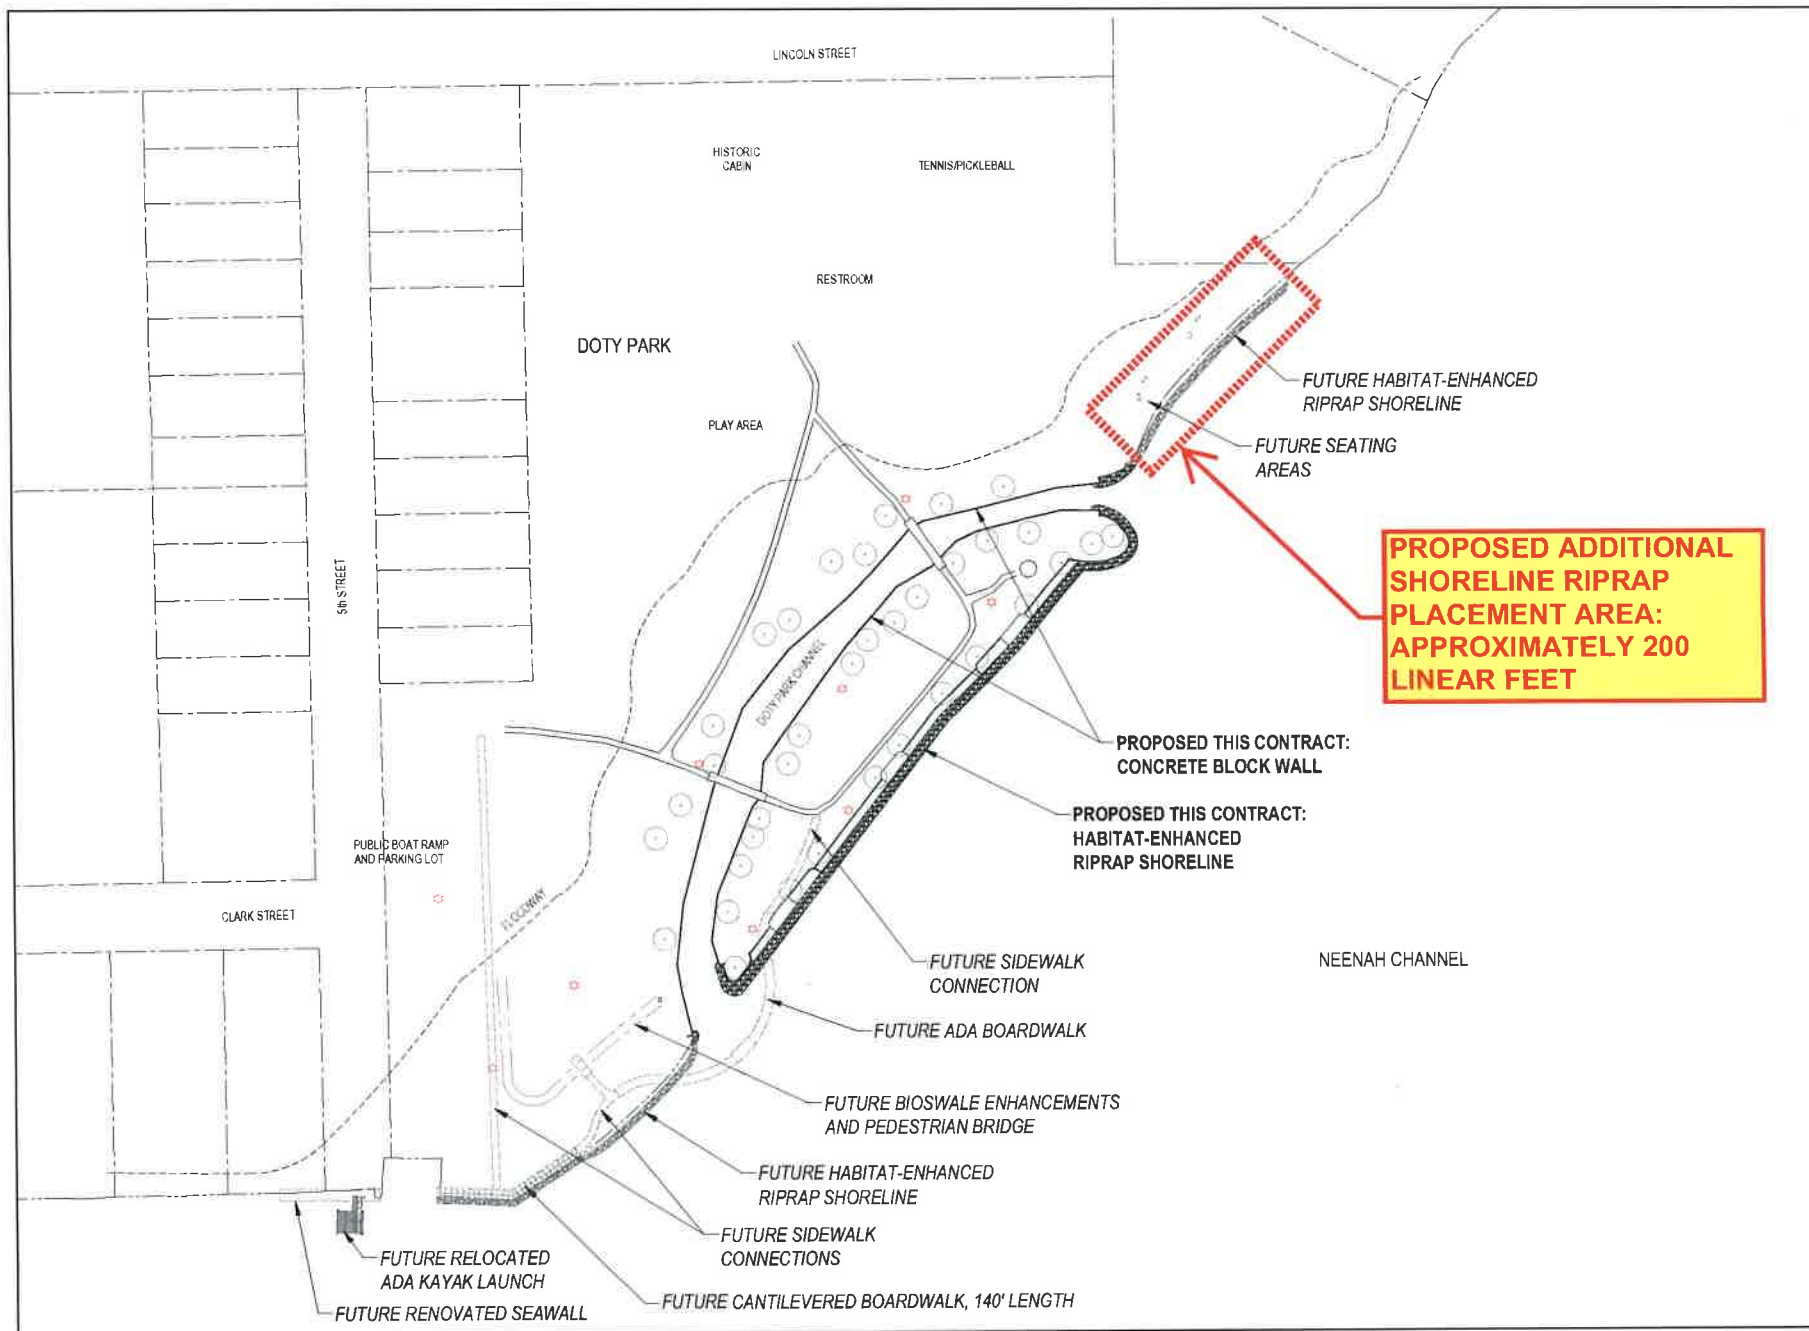 LINCOLN STREET
HISTORIC
CABIN
TENNIS/PICKLEBALL
RESTROOM
DOTY PARK
FUTURE HABITAT-ENHANCED
RIPRAP SHORELINE
PLAY AREA
FUTURE SEATING
AREAS
PROPOSED ADDITIONAL
SHORELINE RIPRAP
PLACEMENT AREA:
APPROXIMATELY 200
LINEAR FEET
5th STREET
DOTY PARK CHANNEL
PROPOSED THIS CONTRACT:
CONCRETE BLOCK WALL
PROPOSED THIS CONTRACT:
HABITAT-ENHANCED
RIPRAP SHORELINE
PUBLIC BOAT RAMP
AND PARKING LOT
CLARK STREET
FLOODWAY
FUTURE SIDEWALK
CONNECTION
NEENAH CHANNEL
FUTURE ADA BOARDWALK
FUTURE BIOSWALE ENHANCEMENTS
AND PEDESTRIAN BRIDGE
FUTURE HABITAT-ENHANCED
RIPRAP SHORELINE
FUTURE SIDEWALK
CONNECTIONS
FUTURE RELOCATED
ADA KAYAK LAUNCH
FUTURE CANTILEVERED BOARDWALK, 140' LENGTH
FUTURE RENOVATED SEAWALL